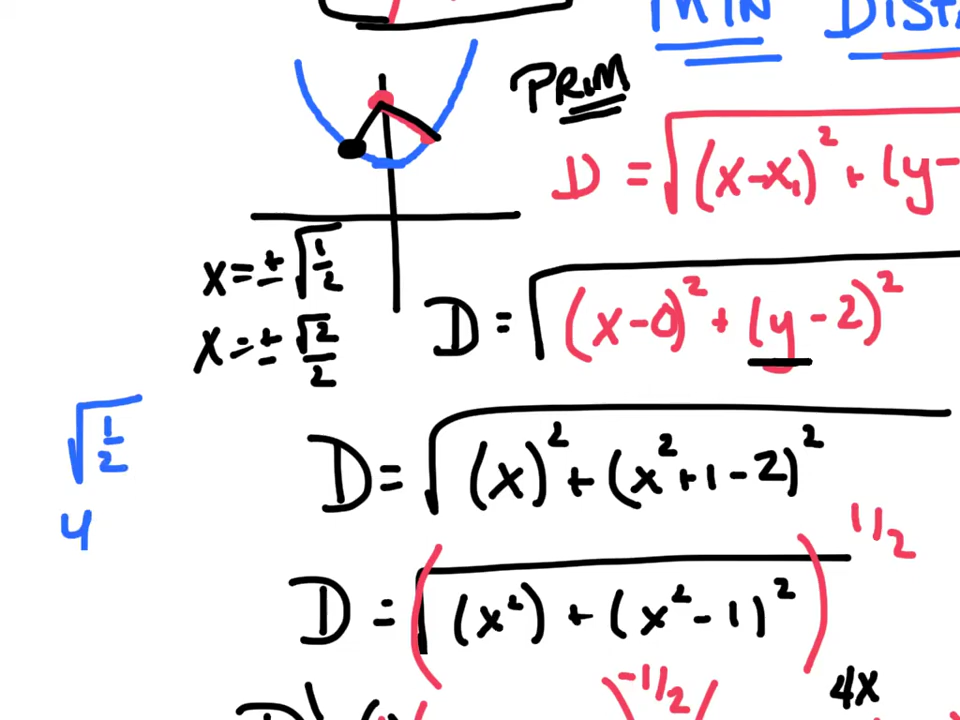 MIN DISTA
PRIM
D = √(x-x₁)² + (y-
x = ± √1/2
D = √(x-0)² + (y-2)²
x = ± √2/2
√1/2
D = √(x)² + (x²+1-2)²
4
D = (√(x²) + (x²-1)²)^1/2
-1/2
4x